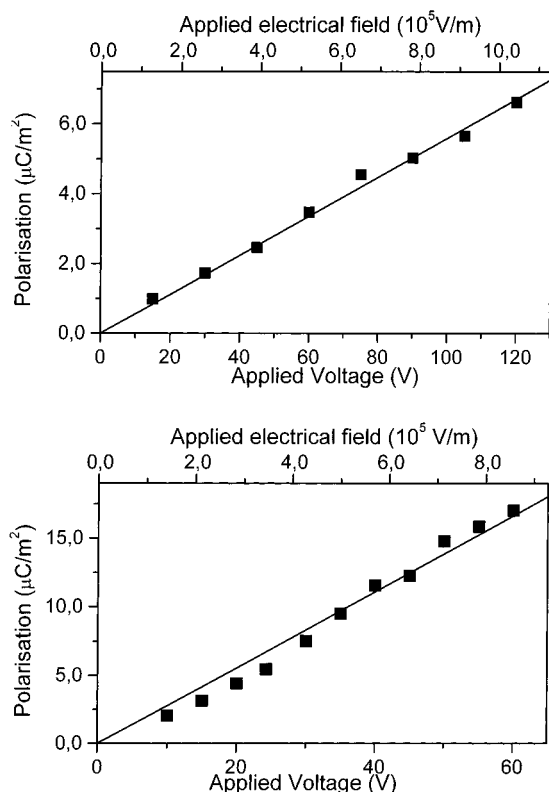 Applied electrical field (10⁵V/m)
0,0 2,0 4,0 6,0 8,0 10,0
6,0
4,0
2,0
0,0
Polarisation (μC/m²)
0 20 40 60 80 100 120
Applied Voltage (V)
Applied electrical field (10⁵ V/m)
0,0 2,0 4,0 6,0 8,0
15,0
10,0
5,0
0,0
Polarisation (μC/m²)
0 20 40 60
Applied Voltage (V)